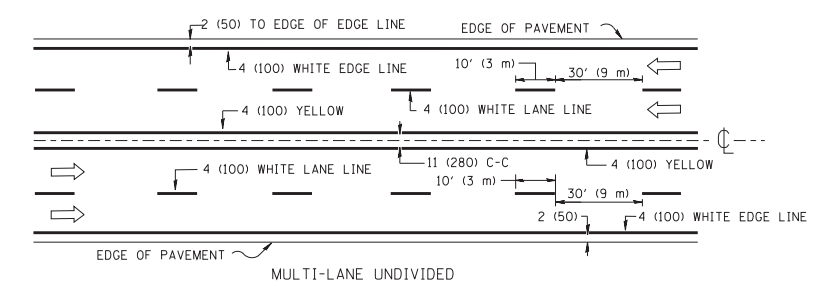 2 (50) TO EDGE OF EDGE LINE
EDGE OF PAVEMENT
4 (100) WHITE EDGE LINE
10' (3 m)
30' (9 m)
4 (100) YELLOW
4 (100) WHITE LANE LINE
℄
4 (100) WHITE LANE LINE
11 (280) C-C
4 (100) YELLOW
10' (3 m)
30' (9 m)
2 (50)
4 (100) WHITE EDGE LINE
EDGE OF PAVEMENT
MULTI-LANE UNDIVIDED